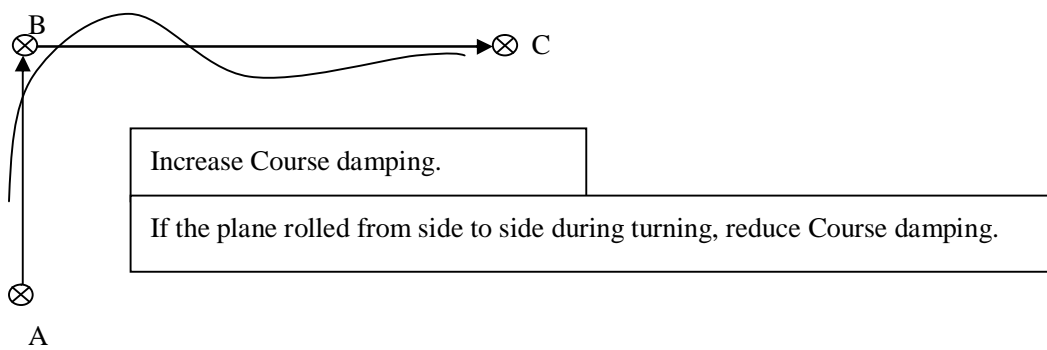 B
C
Increase Course damping.
If the plane rolled from side to side during turning, reduce Course damping.
A